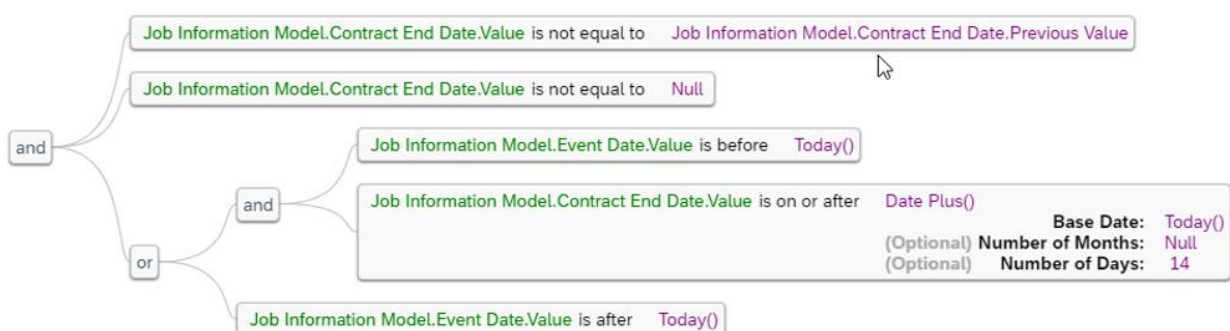 Job Information Model.Contract End Date.Value is not equal to Job Information Model.Contract End Date.Previous Value
Job Information Model.Contract End Date.Value is not equal to Null
and
Job Information Model.Event Date.Value is before Today()
and
Job Information Model.Contract End Date.Value is on or after Date Plus()
Base Date: Today()
(Optional) Number of Months: Null
(Optional) Number of Days: 14
or
Job Information Model.Event Date.Value is after Today()